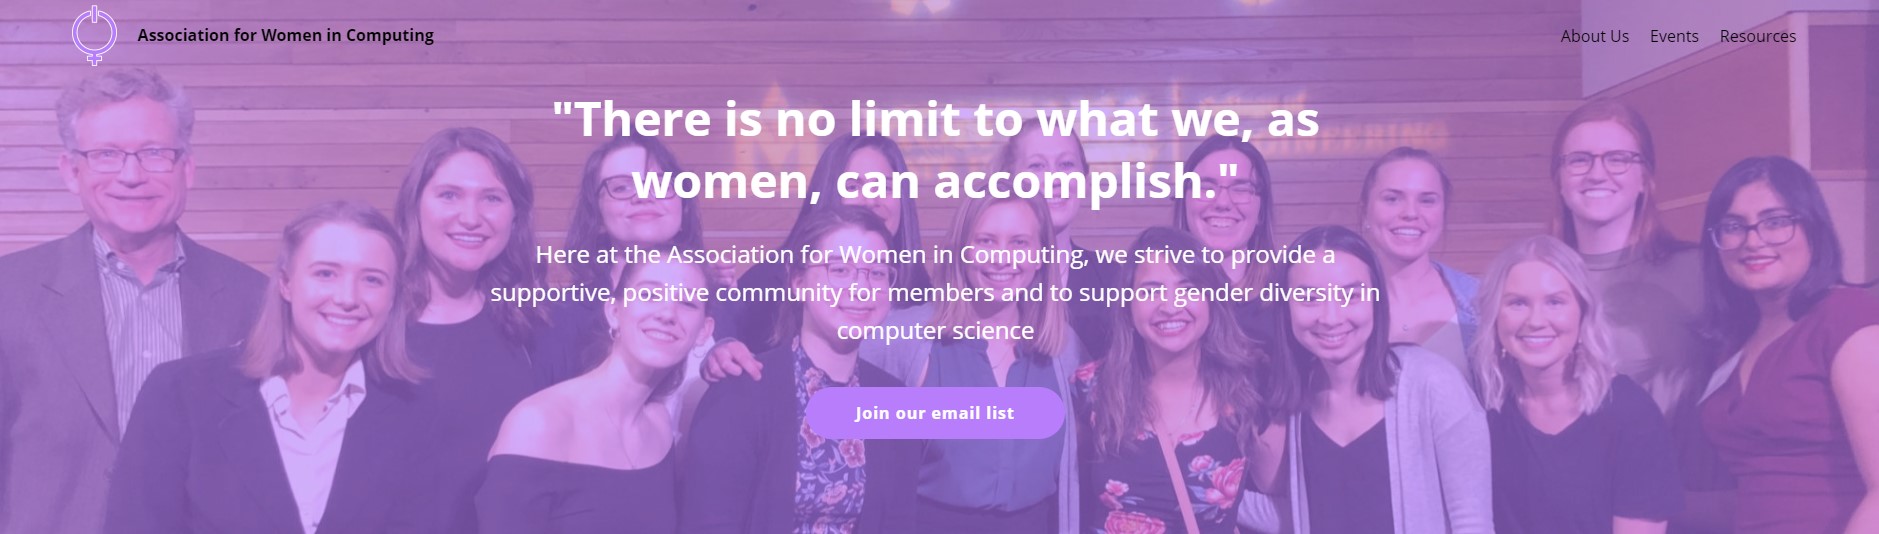 Association for Women in Computing
About Us Events Resources
"There is no limit to what we, as
women, can accomplish."
Here at the Association for Women in Computing, we strive to provide a
supportive, positive community for members and to support gender diversity in
computer science
Join our email list